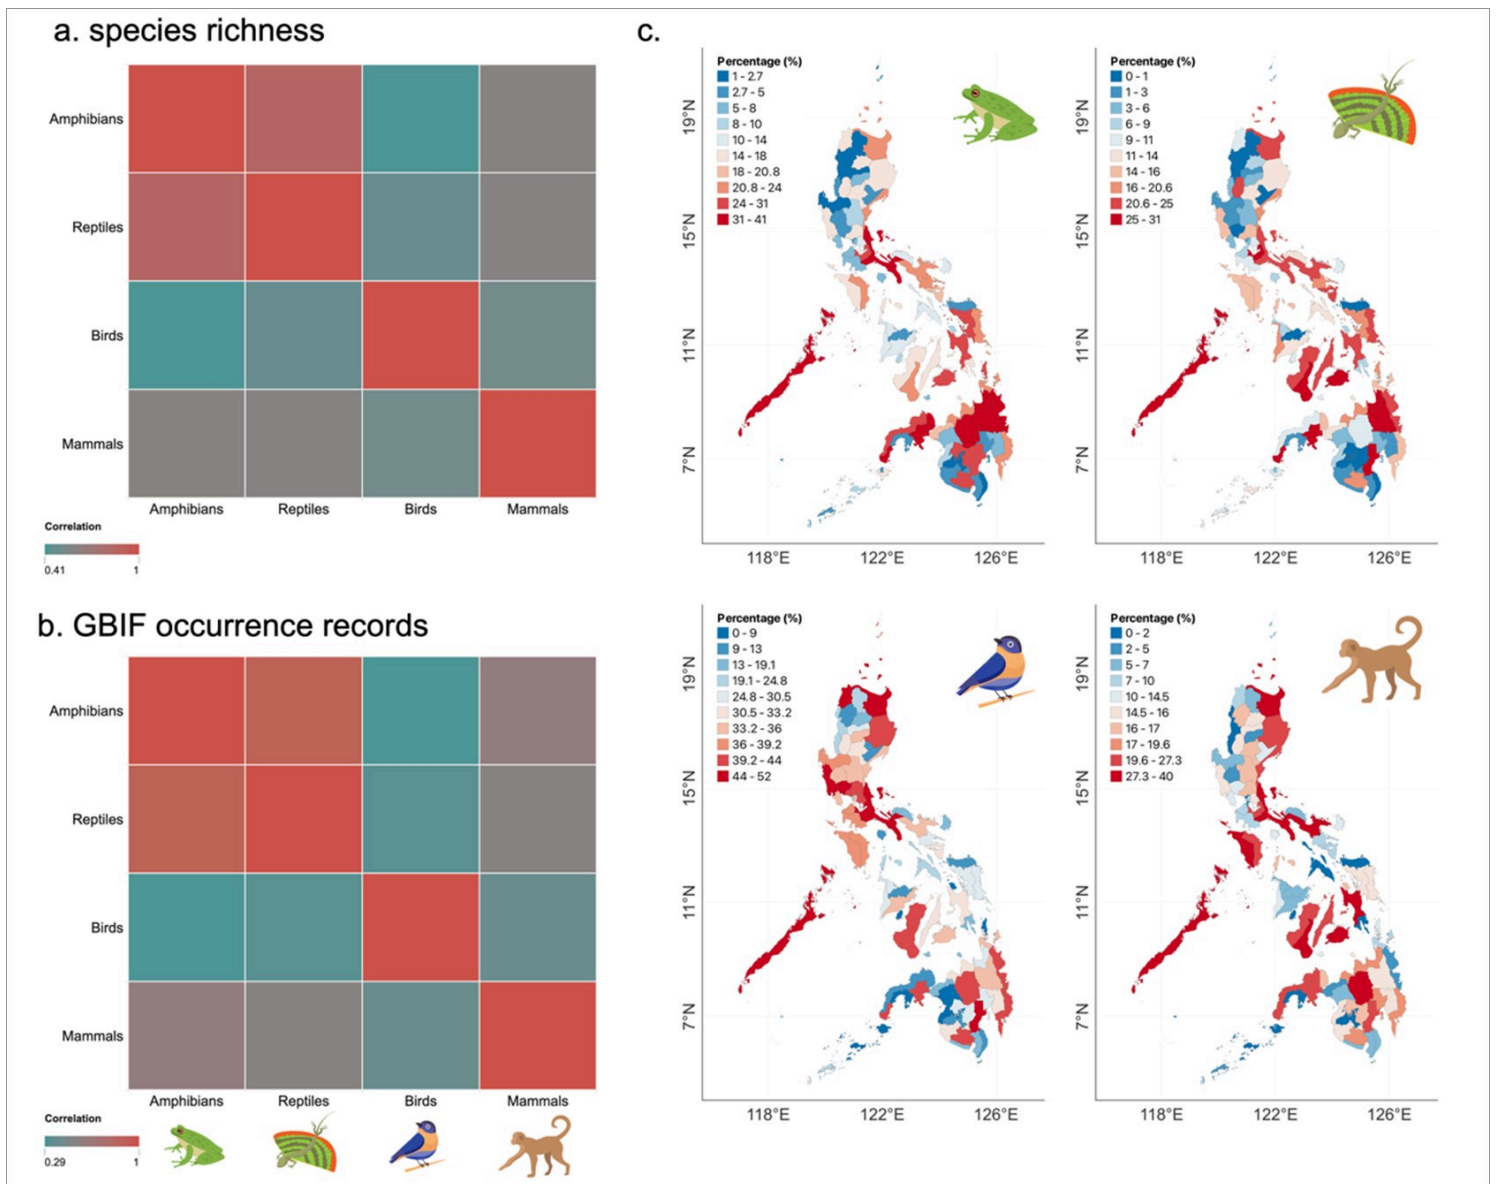 a. species richness
Amphibians
Reptiles
Birds
Mammals
Amphibians Reptiles Birds Mammals
Correlation
0.41 1
b. GBIF occurrence records
Amphibians
Reptiles
Birds
Mammals
Amphibians Reptiles Birds Mammals
Correlation
0.29 1
c.
Percentage (%)
1 - 2.7
2.7 - 5
5 - 8
8 - 10
10 - 14
14 - 18
18 - 20.8
20.8 - 24
24 - 31
31 - 41
19°N
15°N
11°N
7°N
118°E 122°E 126°E
Percentage (%)
0 - 1
1 - 3
3 - 6
6 - 9
9 - 11
11 - 14
14 - 16
16 - 20.6
20.6 - 25
25 - 31
19°N
15°N
11°N
7°N
118°E 122°E 126°E
Percentage (%)
0 - 9
9 - 13
13 - 19.1
19.1 - 24.8
24.8 - 30.5
30.5 - 33.2
33.2 - 36
36 - 39.2
39.2 - 44
44 - 52
19°N
15°N
11°N
7°N
118°E 122°E 126°E
Percentage (%)
0 - 2
2 - 5
5 - 7
7 - 10
10 - 14.5
14.5 - 16
16 - 17
17 - 19.6
19.6 - 27.3
27.3 - 40
19°N
15°N
11°N
7°N
118°E 122°E 126°E